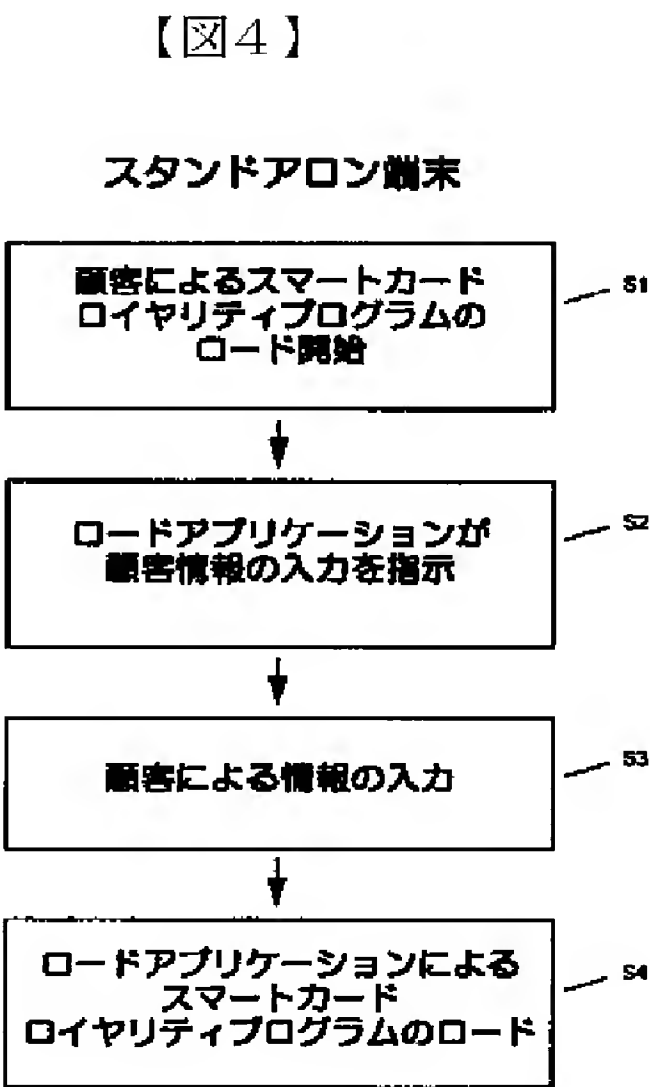 【図４】
スタンドアロン端末
顧客によるスマートカード
ロイヤリティプログラムの
ロード開始
S1
ロードアプリケーションが
顧客情報の入力を指示
S2
顧客による情報の入力
S3
ロードアプリケーションによる
スマートカード
ロイヤリティプログラムのロード
S4